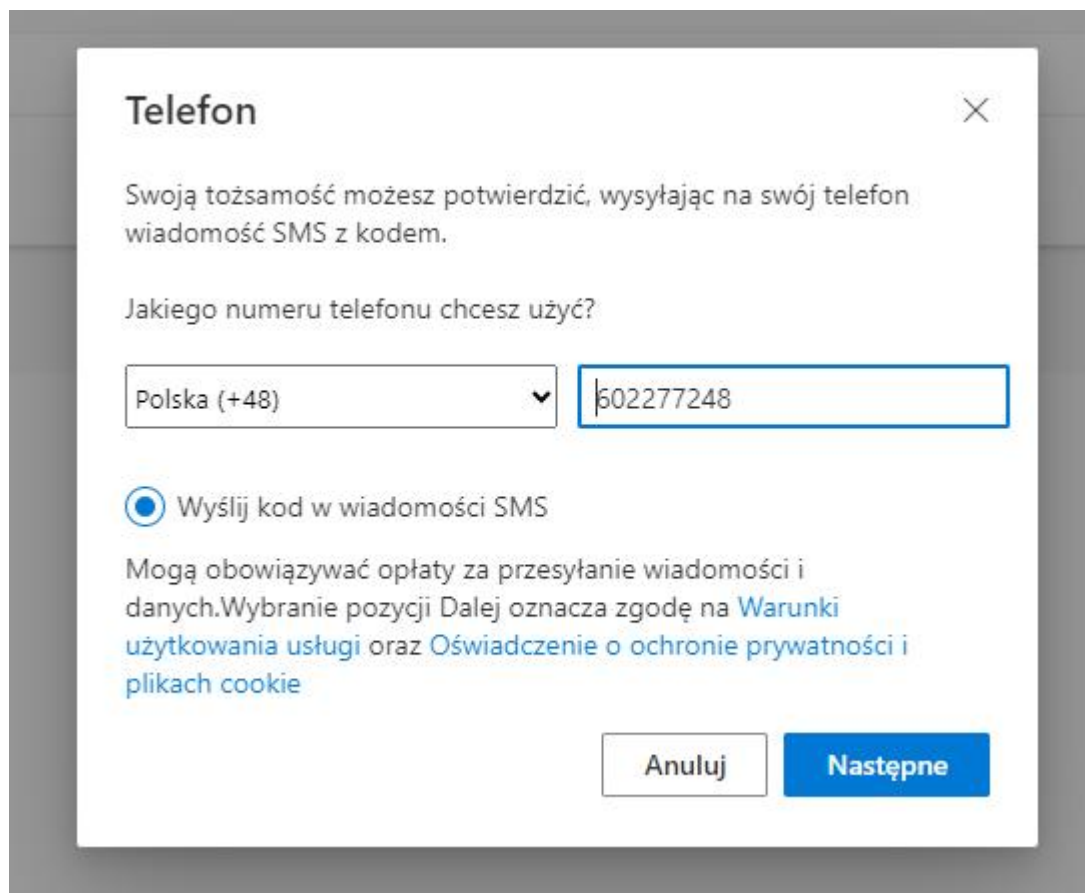 Telefon
Swoją tożsamość możesz potwierdzić, wysyłając na swój telefon
wiadomość SMS z kodem.
Jakiego numeru telefonu chcesz użyć?
Polska (+48)
602277248
Wyślij kod w wiadomości SMS
Mogą obowiązywać opłaty za przesyłanie wiadomości i
danych.Wybranie pozycji Dalej oznacza zgodę na Warunki
użytkowania usługi oraz Oświadczenie o ochronie prywatności i
plikach cookie
Anuluj
Następne